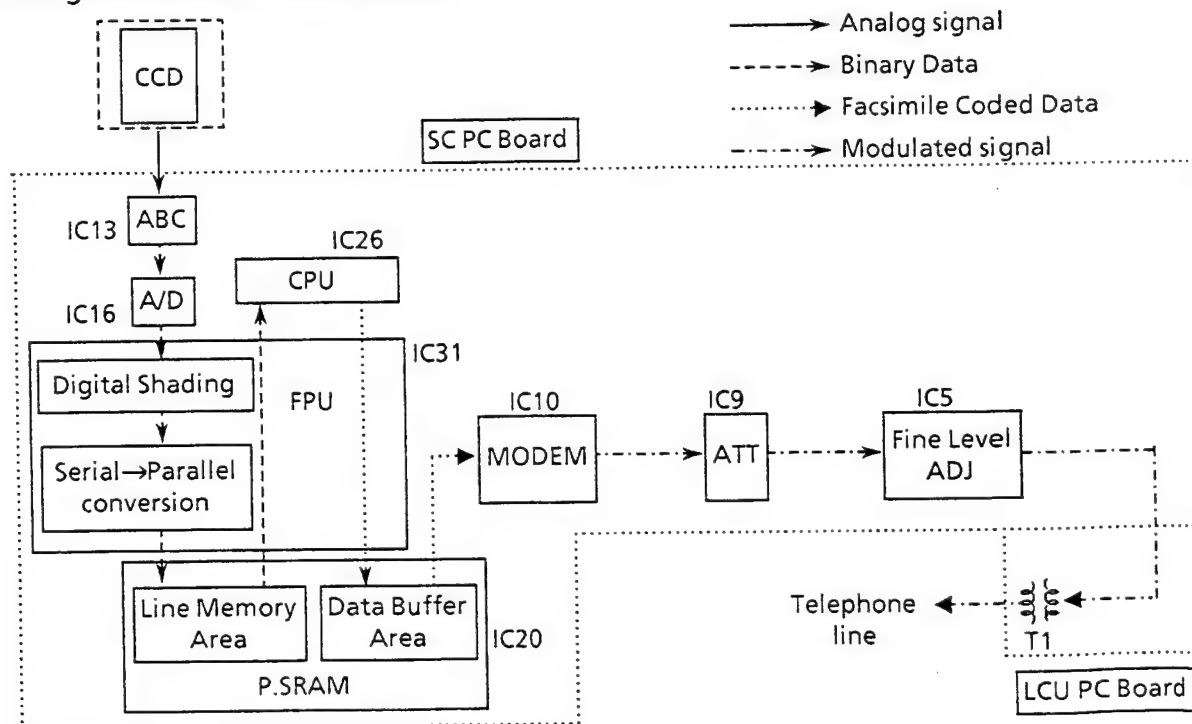 Analog signal
Binary Data
Facsimile Coded Data
Modulated signal
CCD
SC PC Board
IC13
ABC
IC26
CPU
IC16
A/D
IC31
Digital Shading
FPU
Serial→Parallel
conversion
IC10
MODEM
IC9
ATT
IC5
Fine Level
ADJ
Line Memory
Area
Data Buffer
Area
IC20
P.SRAM
Telephone
line
T1
LCU PC Board